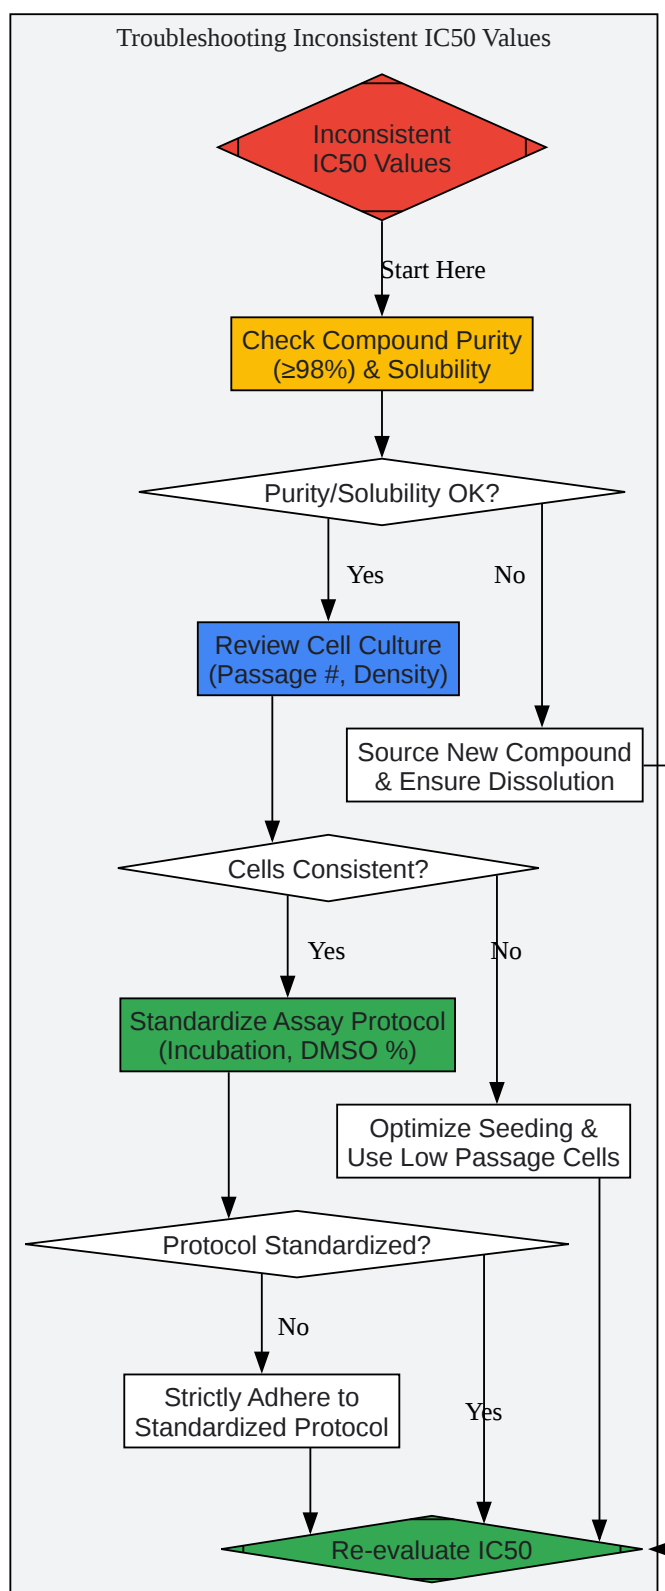 Troubleshooting Inconsistent IC50 Values
Inconsistent
IC50 Values
Start Here
Check Compound Purity
(≥98%) & Solubility
Purity/Solubility OK?
Yes
No
Review Cell Culture
(Passage #, Density)
Source New Compound
& Ensure Dissolution
Cells Consistent?
Yes
No
Standardize Assay Protocol
(Incubation, DMSO %)
Optimize Seeding &
Use Low Passage Cells
Protocol Standardized?
No
Yes
Strictly Adhere to
Standardized Protocol
Re-evaluate IC50